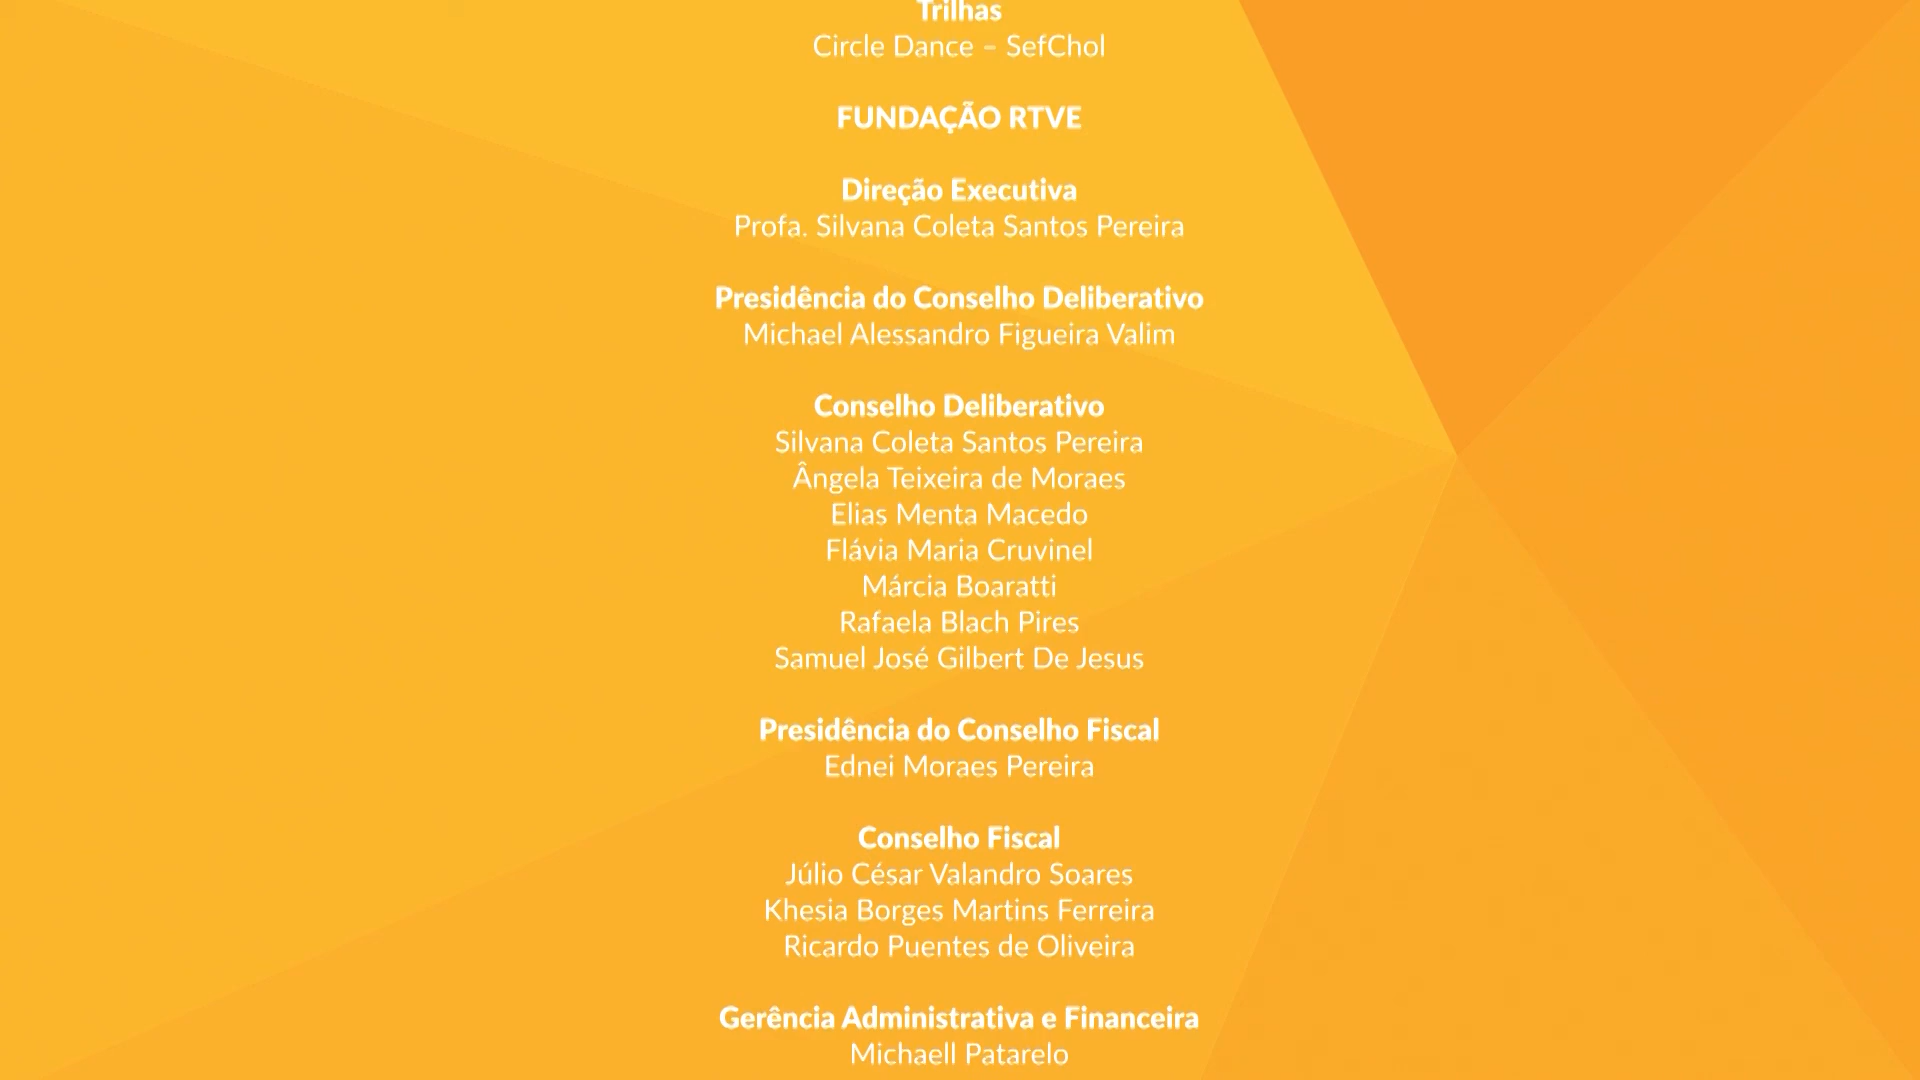 Trilhas
Circle Dance – SefChol
FUNDAÇÃO RTVE
Direção Executiva
Profa. Silvana Coleta Santos Pereira
Presidência do Conselho Deliberativo
Michael Alessandro Figueira Valim
Conselho Deliberativo
Silvana Coleta Santos Pereira
Ângela Teixeira de Moraes
Elias Menta Macedo
Flávia Maria Cruvinel
Márcia Boaratti
Rafaela Blach Pires
Samuel José Gilbert De Jesus
Presidência do Conselho Fiscal
Ednei Moraes Pereira
Conselho Fiscal
Júlio César Valandro Soares
Khesia Borges Martins Ferreira
Ricardo Puentes de Oliveira
Gerência Administrativa e Financeira
Michaell Patarelo